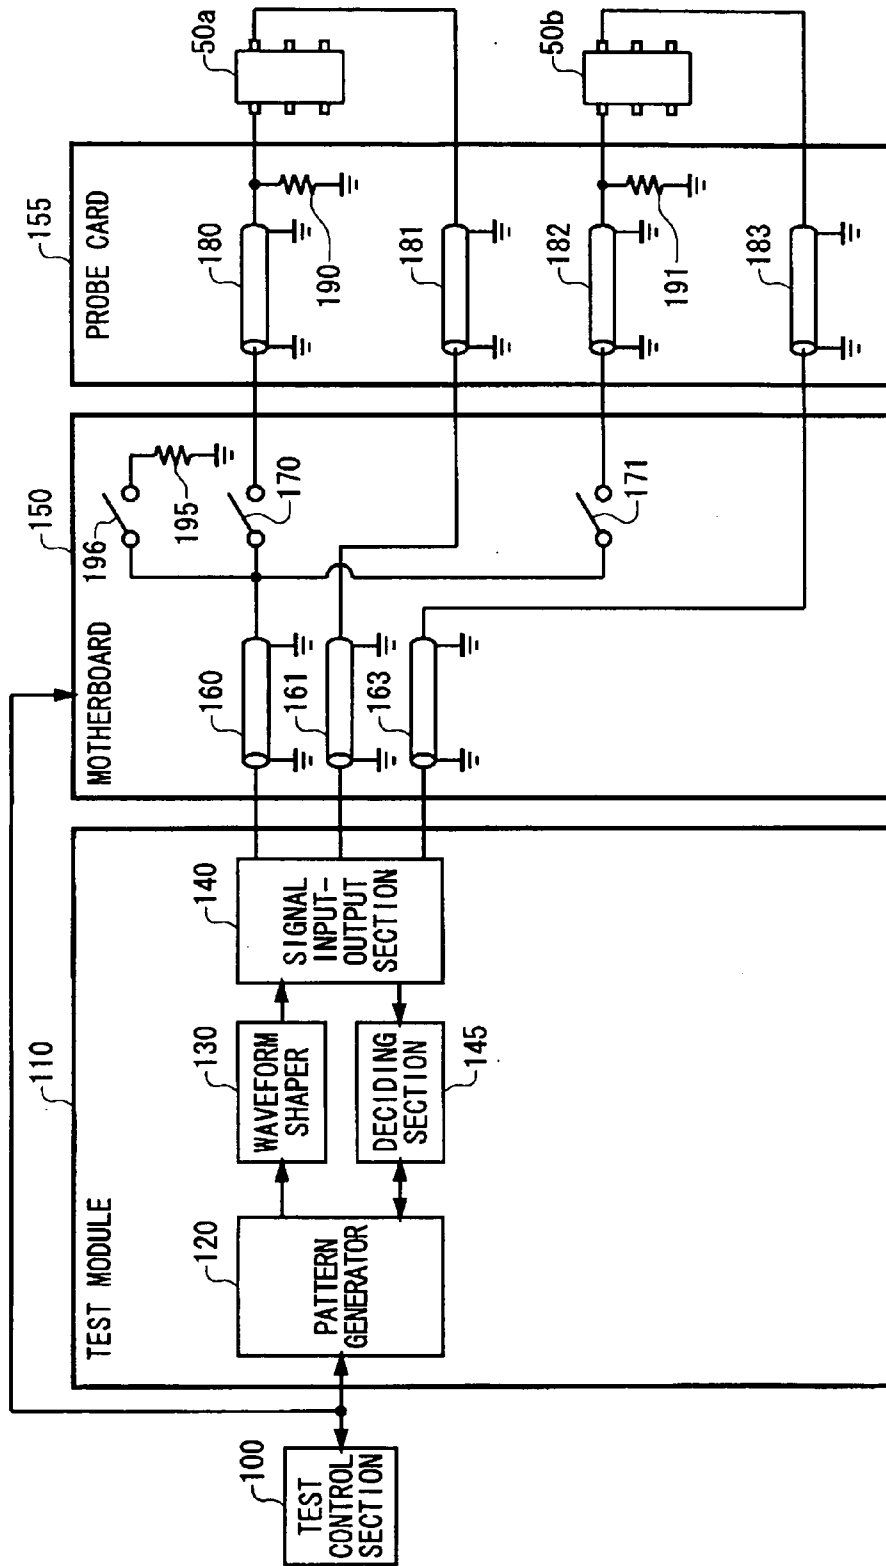 100
TEST
CONTROL
SECTION
110
TEST MODULE
120
PATTERN
GENERATOR
130
WAVEFORM
SHAPER
DECIDING
SECTION
145
140
SIGNAL
INPUT-
OUTPUT
SECTION
150
MOTHERBOARD
160
161
163
196
195
170
171
155
PROBE CARD
180
190
181
182
191
183
50a
50b